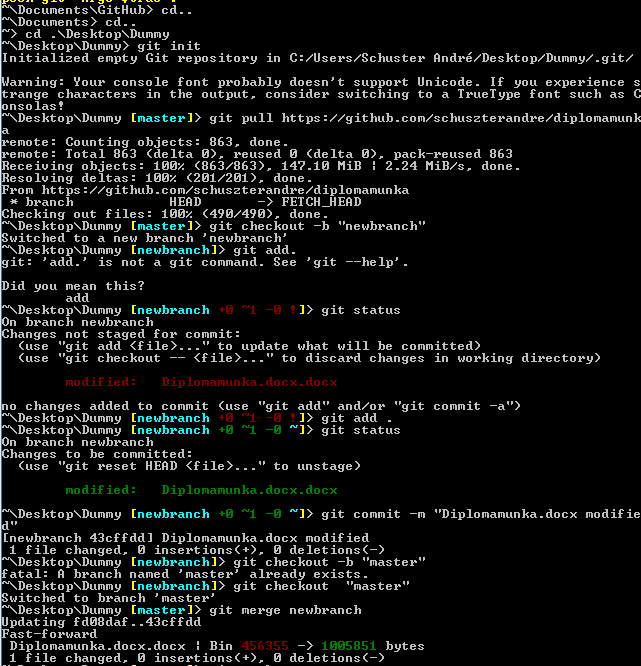 ~\Documents\GitHub> cd..
~\Documents> cd..
~> cd .\Desktop\Dummy
~\Desktop\Dummy> git init
Initialized empty Git repository in C:/Users/Schuster André/Desktop/Dummy/.git/
Warning: Your console font probably doesn't support Unicode. If you experience s
trange characters in the output, consider switching to a TrueType font such as C
onsolas!
~\Desktop\Dummy [master]> git pull https://github.com/schuszterandre/diplomamunk
a
remote: Counting objects: 863, done.
remote: Total 863 (delta 0), reused 0 (delta 0), pack-reused 863
Receiving objects: 100% (863/863), 147.10 MiB | 2.24 MiB/s, done.
Resolving deltas: 100% (201/201), done.
From https://github.com/schuszterandre/diplomamunka
 * branch            HEAD       -> FETCH_HEAD
Checking out files: 100% (490/490), done.
~\Desktop\Dummy [master]> git checkout -b "newbranch"
Switched to a new branch 'newbranch'
~\Desktop\Dummy [newbranch]> git add.
git: 'add.' is not a git command. See 'git --help'.
Did you mean this?
        add
~\Desktop\Dummy [newbranch +0 ~1 -0 !]> git status
On branch newbranch
Changes not staged for commit:
  (use "git add <file>..." to update what will be committed)
  (use "git checkout -- <file>..." to discard changes in working directory)
        modified:   Diplomamunka.docx.docx
no changes added to commit (use "git add" and/or "git commit -a")
~\Desktop\Dummy [newbranch +0 ~1 -0 !]> git add .
~\Desktop\Dummy [newbranch +0 ~1 -0 ~]> git status
On branch newbranch
Changes to be committed:
  (use "git reset HEAD <file>..." to unstage)
        modified:   Diplomamunka.docx.docx
~\Desktop\Dummy [newbranch +0 ~1 -0 ~]> git commit -m "Diplomamunka.docx modifie
d"
[newbranch 43cffdd] Diplomamunka.docx modified
 1 file changed, 0 insertions(+), 0 deletions(-)
~\Desktop\Dummy [newbranch]> git checkout -b "master"
fatal: A branch named 'master' already exists.
~\Desktop\Dummy [newbranch]> git checkout  "master"
Switched to branch 'master'
~\Desktop\Dummy [master]> git merge newbranch
Updating fd08daf..43cffdd
Fast-forward
 Diplomamunka.docx.docx | Bin 456355 -> 1005851 bytes
 1 file changed, 0 insertions(+), 0 deletions(-)